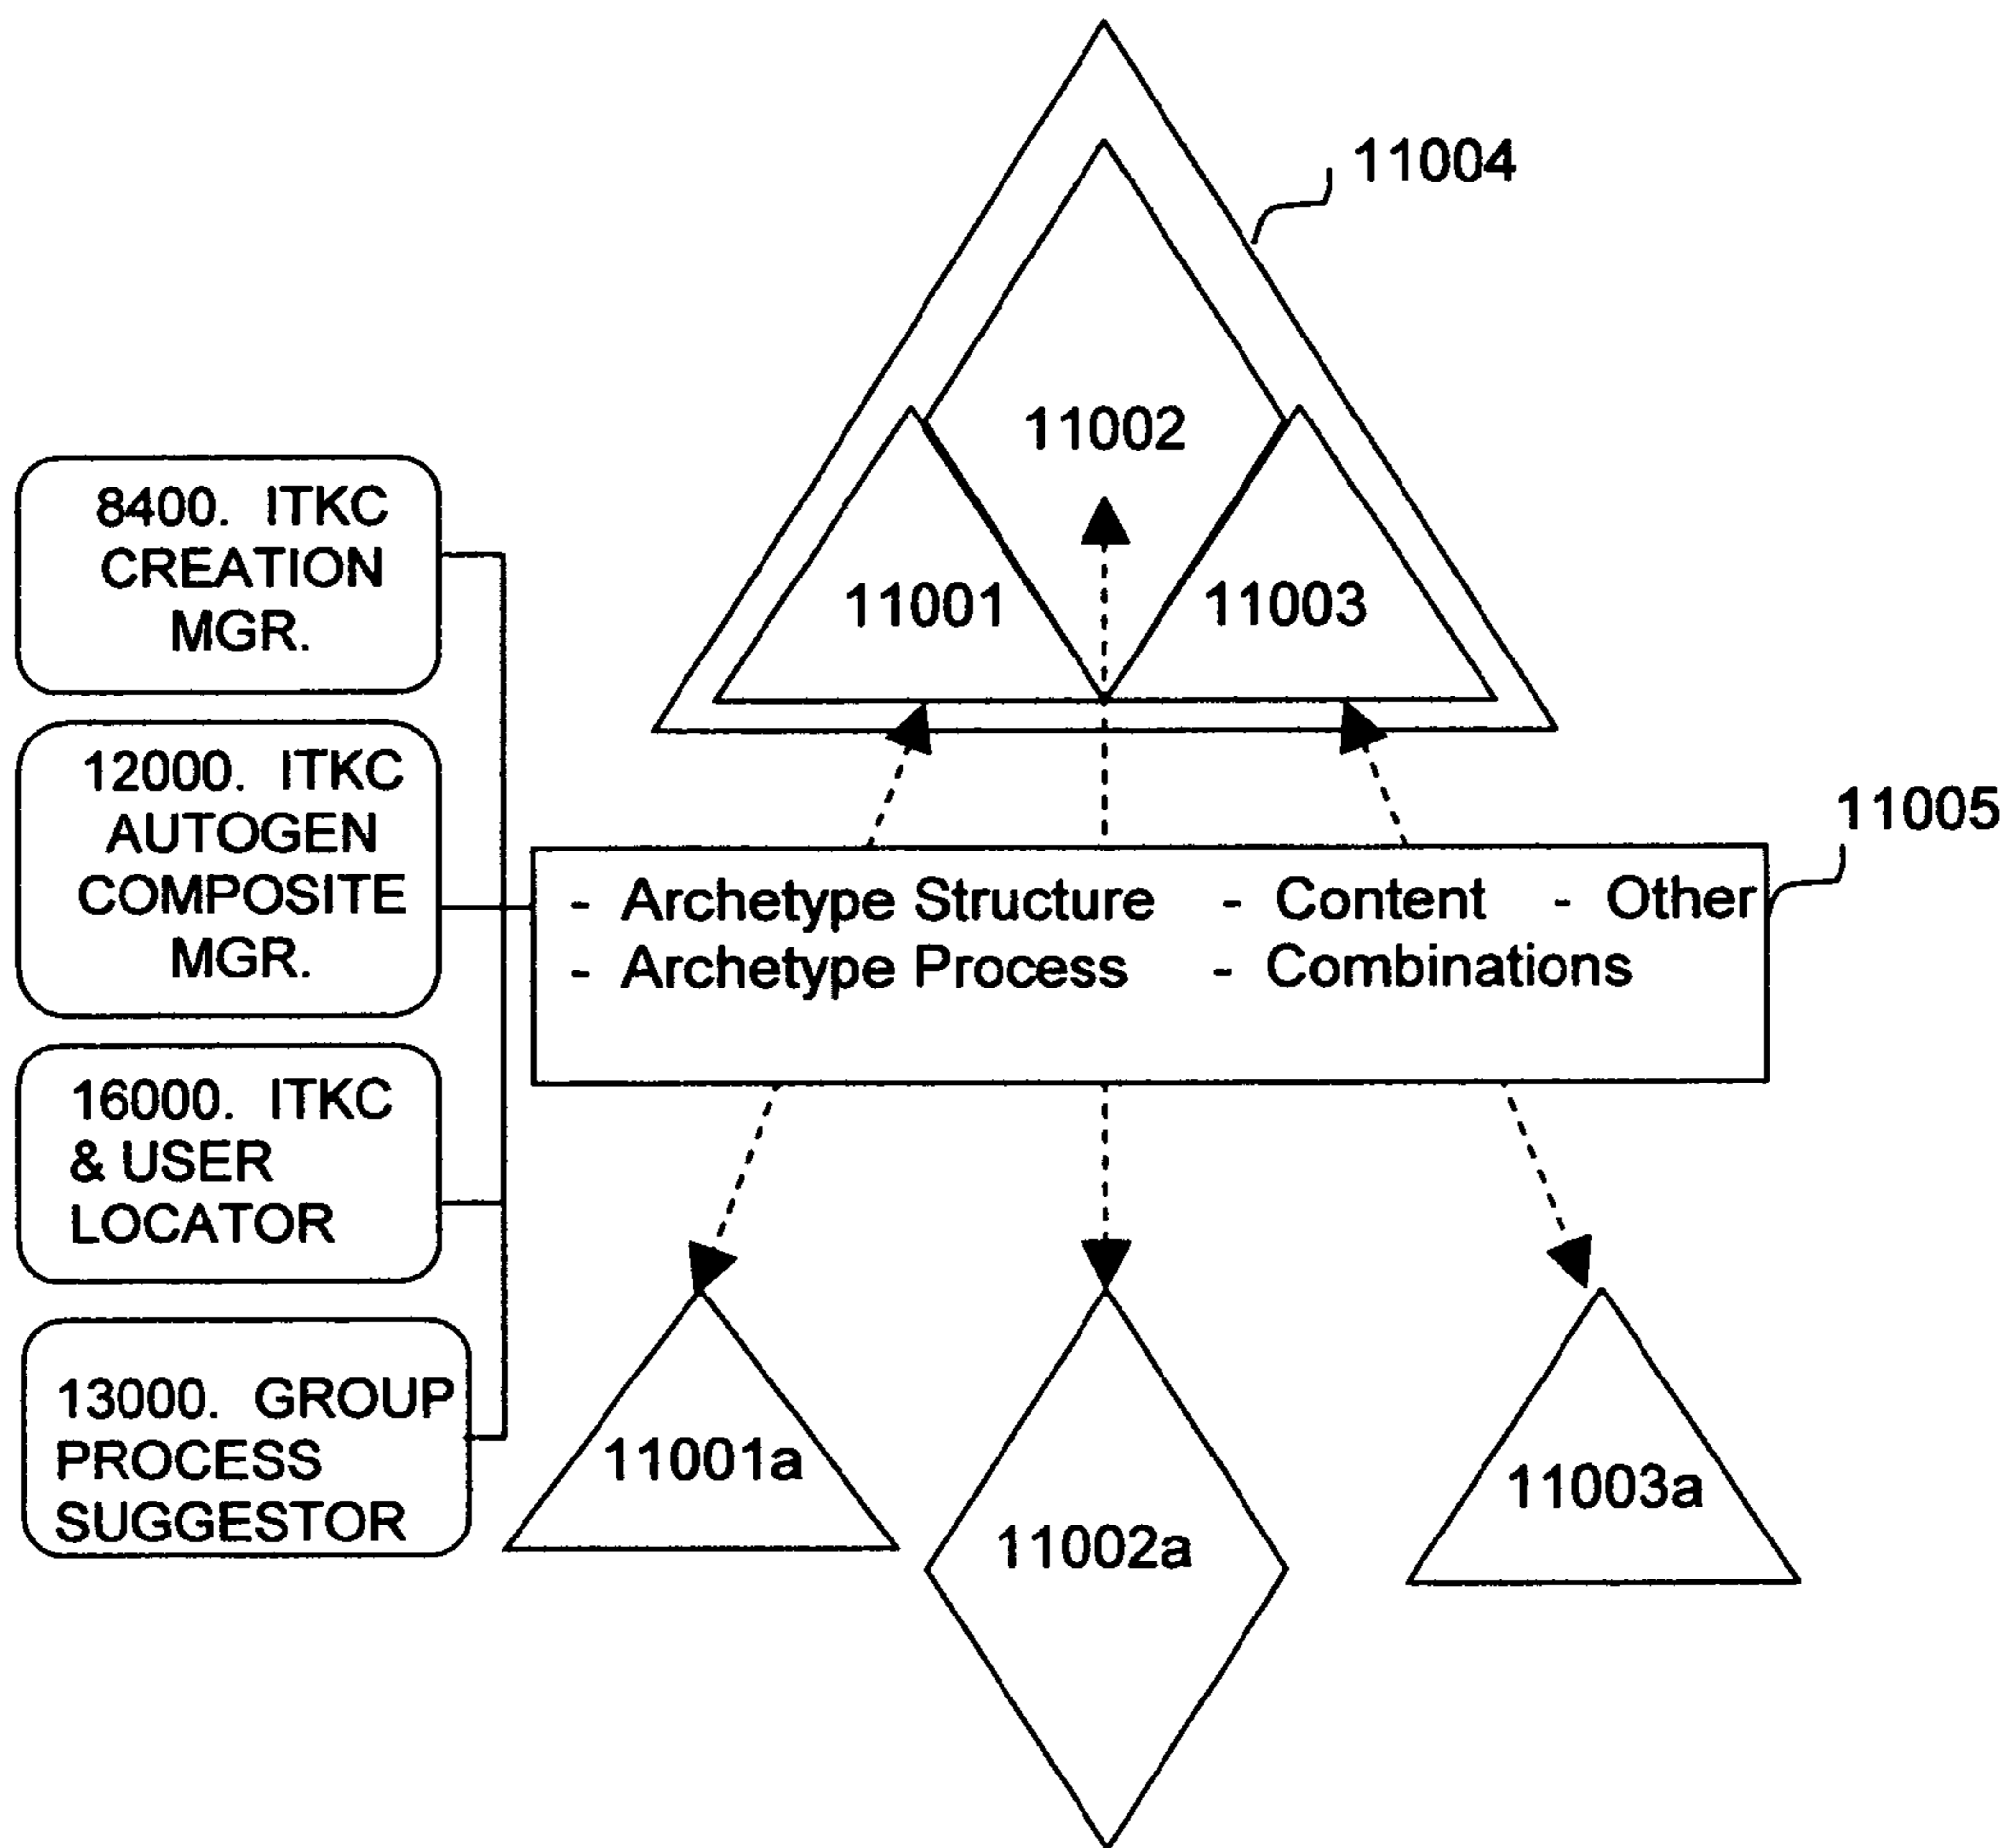 11004
11002
11001
11003
8400. ITKC
CREATION
MGR.
12000. ITKC
AUTOGEN
COMPOSITE
MGR.
16000. ITKC
& USER
LOCATOR
13000. GROUP
PROCESS
SUGGESTOR
11005
- Archetype Structure - Content - Other
- Archetype Process - Combinations
11001a
11002a
11003a